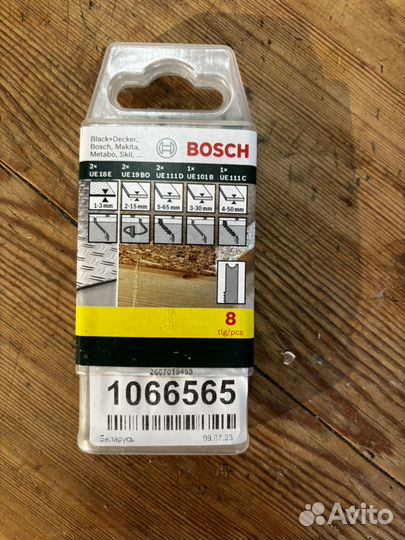 Black+Decker,
Bosch, Makita,
Metabo, Skil, ...
BOSCH
2× 2× 2× 1× 1×
UE18E UE19BO UE111D UE101B UE111C
1-3 mm 2-15 mm 5-65 mm 3-30 mm 4-50 mm
8
tlg/pcs
2607019459
1066565
Беларусь 09.07.23
Avito